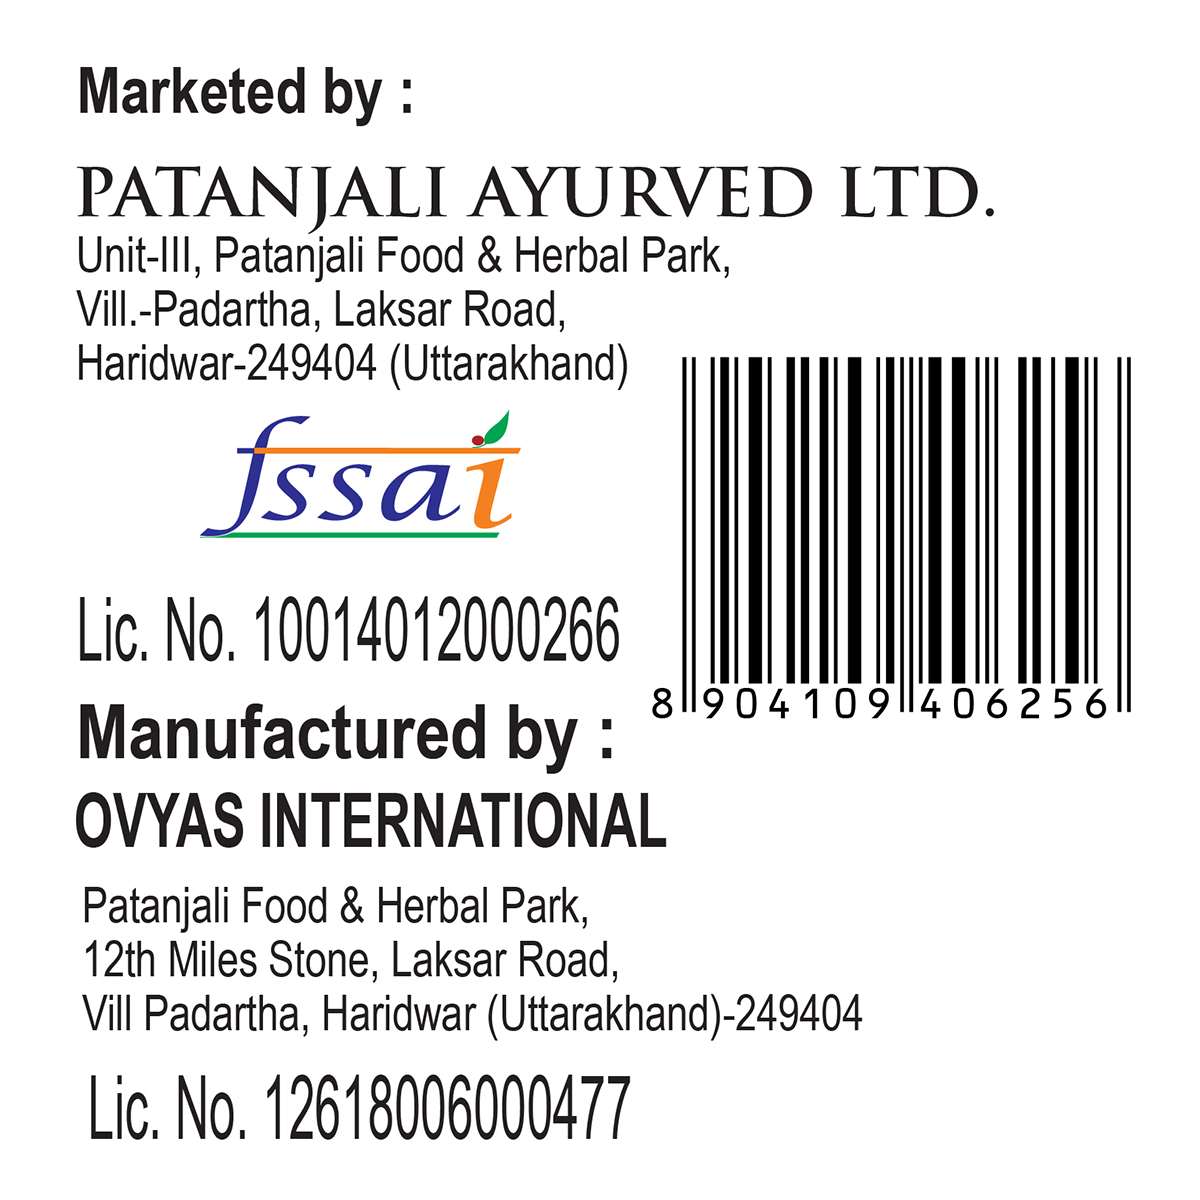 Marketed by :
PATANJALI AYURVED LTD.
Unit-III, Patanjali Food & Herbal Park,
Vill.-Padartha, Laksar Road,
Haridwar-249404 (Uttarakhand)
fssai
Lic. No. 10014012000266
8 904109 406256
Manufactured by :
OVYAS INTERNATIONAL
Patanjali Food & Herbal Park,
12th Miles Stone, Laksar Road,
Vill Padartha, Haridwar (Uttarakhand)-249404
Lic. No. 12618006000477